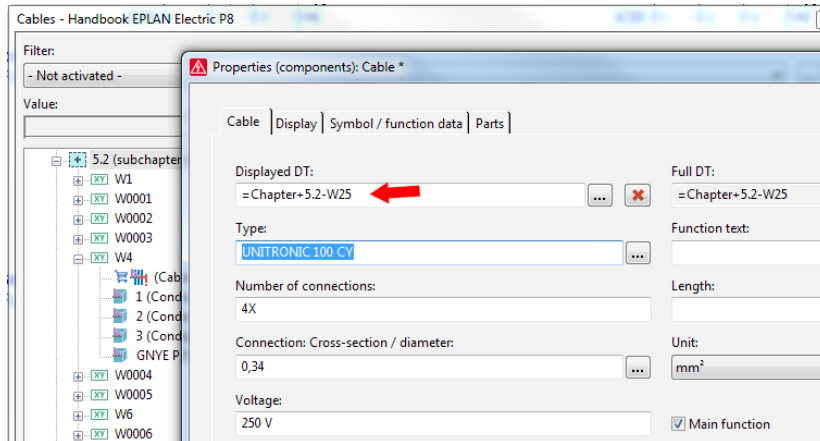 Cables - Handbook EPLAN Electric P8
Filter:
- Not activated -
Value:
5.2 (subchapter
W1
W0001
W0002
W0003
W4
(Cab
1 (Cond
2 (Cond
3 (Cond
GNYE P
W0004
W0005
W6
W0006
Properties (components): Cable *
Cable Display Symbol / function data Parts
Displayed DT:
=Chapter+5.2-W25
...
Full DT:
=Chapter+5.2-W25
Type:
UNITRONIC 100 CY
...
Function text:
Number of connections:
4X
Length:
Connection: Cross-section / diameter:
0,34
...
Unit:
mm²
Voltage:
250 V
Main function